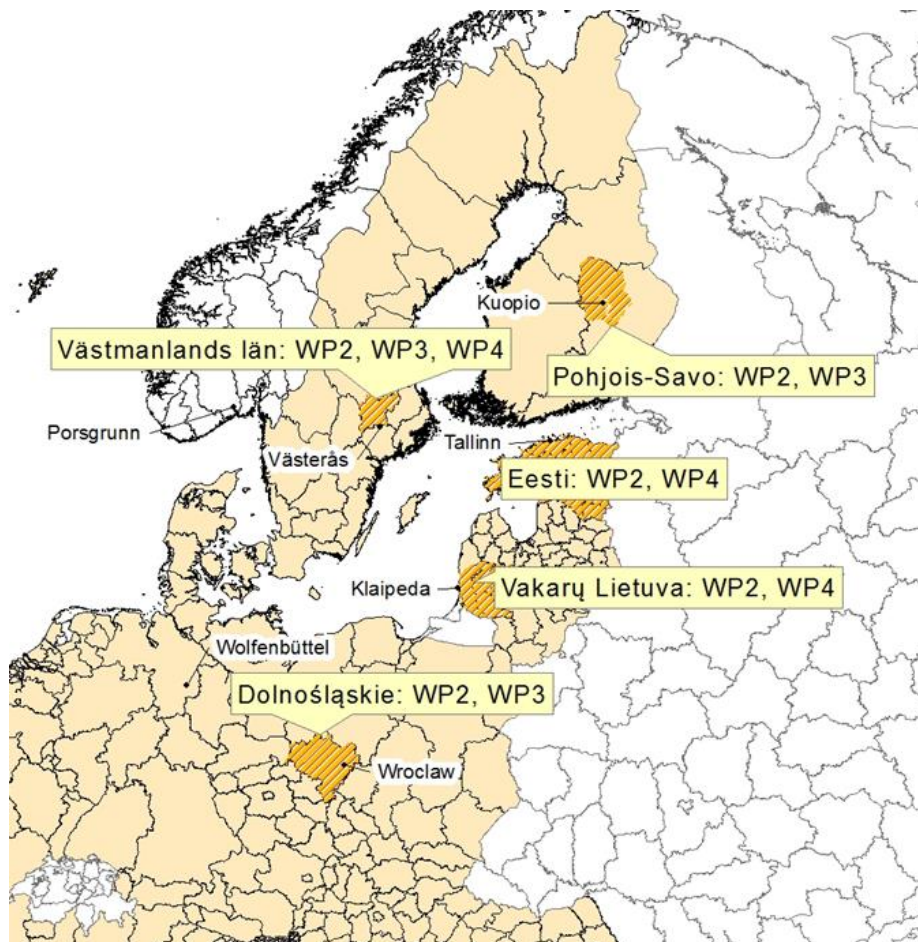 Kuopio
Västmanlands län: WP2, WP3, WP4
Pohjois-Savo: WP2, WP3
Porsgrunn
Tallinn
Västerås
Eesti: WP2, WP4
Klaipeda
Vakarų Lietuva: WP2, WP4
Wolfenbüttel
Dolnośląskie: WP2, WP3
Wroclaw